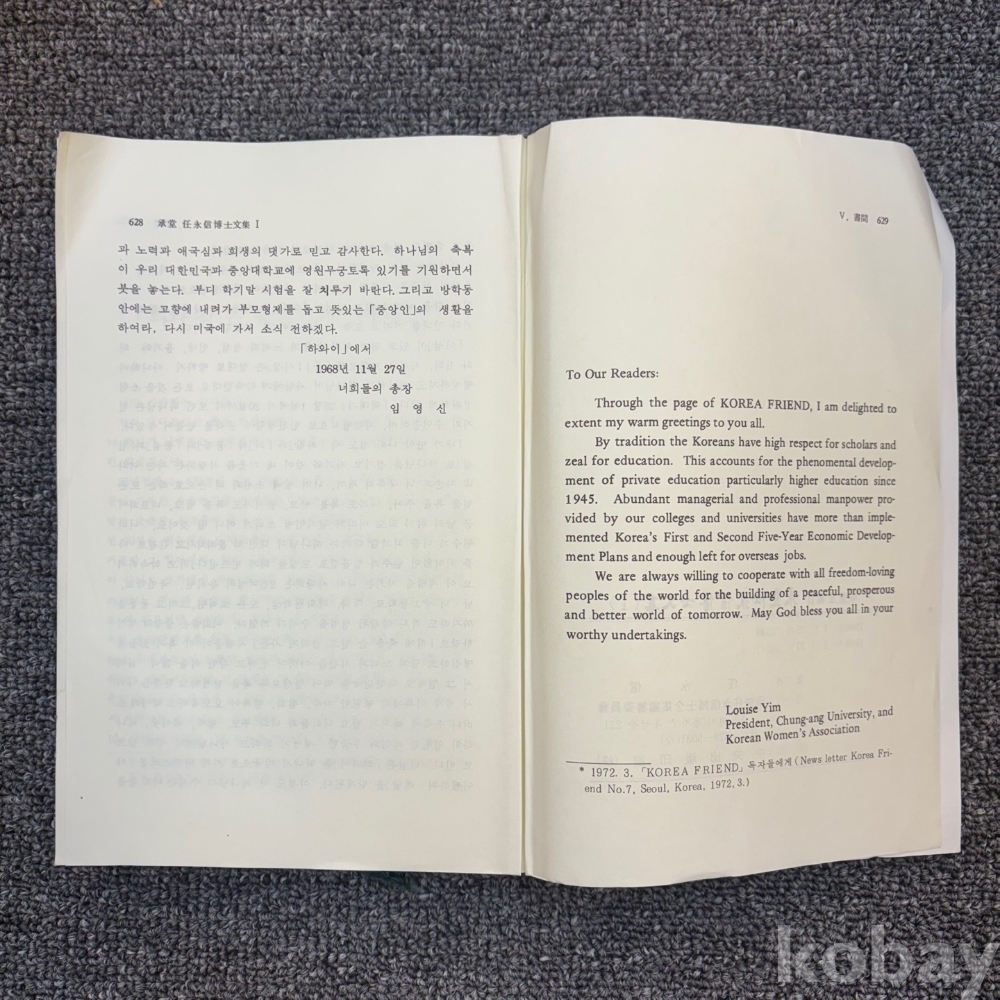 628 承堂 任永信博士文集 I
과 노력과 애국심과 희생의 댓가로 믿고 감사한다. 하나님의 축복
이 우리 대한민국과 중앙대학교에 영원무궁토록 있기를 기원하면서
붓을 놓는다. 부디 학기말 시험을 잘 치루기 바란다. 그리고 방학동
안에는 고향에 내려가 부모형제를 돕고 뜻있는 「중앙인」의 생활을
하여라, 다시 미국에 가서 소식 전하겠다.
「하와이」에서
1968년 11월 27일
너희들의 총장
임 영 신
V. 書間 629
To Our Readers:
Through the page of KOREA FRIEND, I am delighted to
extent my warm greetings to you all.
By tradition the Koreans have high respect for scholars and
zeal for education. This accounts for the phenomenal develop-
ment of private education particularly higher education since
1945. Abundant managerial and professional manpower pro-
vided by our colleges and universities have more than imple-
mented Korea's First and Second Five-Year Economic Develop-
ment Plans and enough left for overseas jobs.
We are always willing to cooperate with all freedom-loving
peoples of the world for the building of a peaceful, prosperous
and better world of tomorrow. May God bless you all in your
worthy undertakings.
Louise Yim
President, Chung-ang University, and
Korean Women's Association
* 1972. 3. 「KOREA FRIEND」 독자들에게 (News letter Korea Fri-
end No.7, Seoul, Korea, 1972, 3.)
kobay